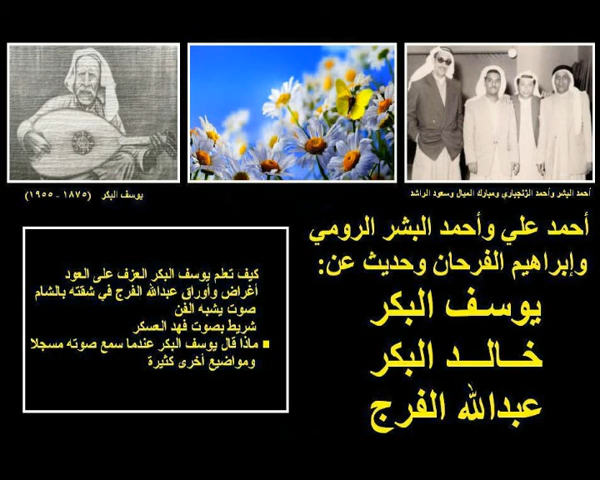 يوسف البكر (١٨٧٥ - ١٩٥٥)
أحمد البشر وأحمد الزنجباري ومبارك الميال وسعود الراشد
أحمد علي وأحمد البشر الرومي
وإبراهيم الفرحان وحديث عن:
يوسف البكر
خالد البكر
عبدالله الفرج
كيف تعلم يوسف البكر العزف على العود
أغراض وأوراق عبدالله الفرج في شقته بالشام
صوت يشبه الفن
شريط بصوت فهد العسكر
■ ماذا قال يوسف البكر عندما سمع صوته مسجلا
ومواضيع أخرى كثيرة